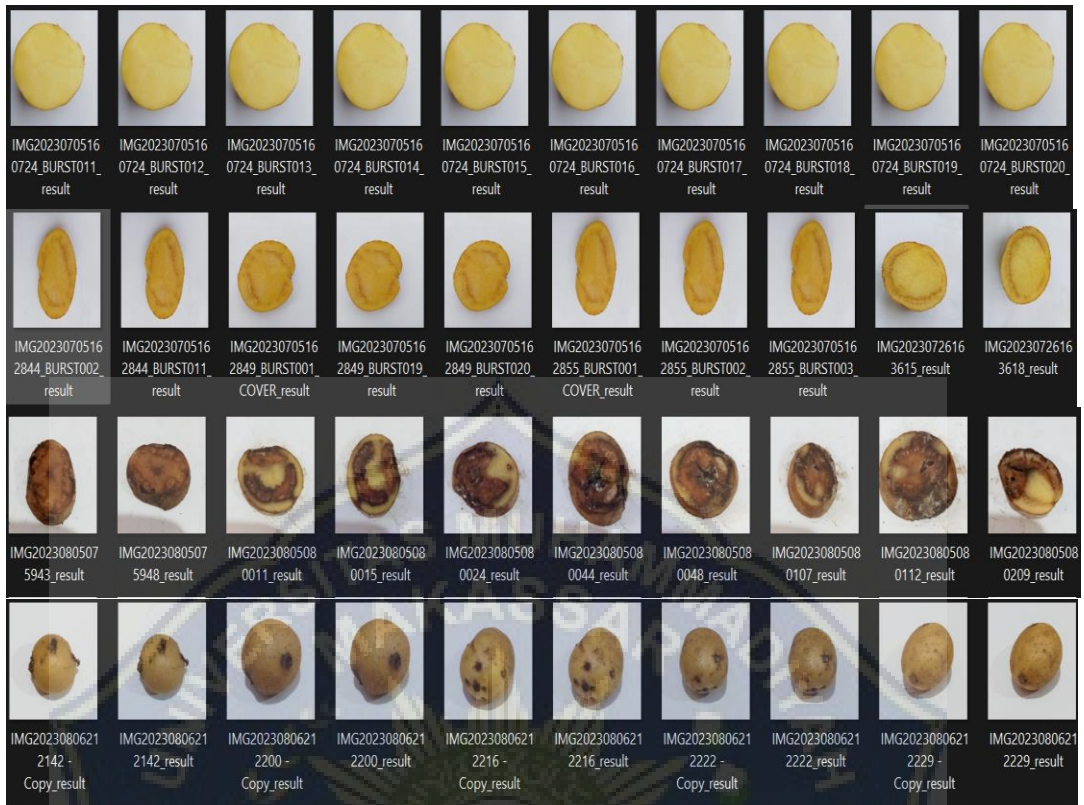 IMG2023070516 IMG2023070516 IMG2023070516 IMG2023070516 IMG2023070516 IMG2023070516 IMG2023070516 IMG2023070516 IMG2023070516 IMG2023070516
0724_BURST011_ 0724_BURST012_ 0724_BURST013_ 0724_BURST014_ 0724_BURST015_ 0724_BURST016_ 0724_BURST017_ 0724_BURST018_ 0724_BURST019_ 0724_BURST020_
result result result result result result result result result result
IMG2023070516 IMG2023070516 IMG2023070516 IMG2023070516 IMG2023070516 IMG2023070516 IMG2023070516 IMG2023070516 IMG2023072616 IMG2023072616
2844_BURST002_ 2844_BURST011_ 2849_BURST001_ 2849_BURST019_ 2849_BURST020_ 2855_BURST001_ 2855_BURST002_ 2855_BURST003_ 3615_result 3618_result
result result COVER_result result result COVER_result result result
IMG2023080507 IMG2023080507 IMG2023080508 IMG2023080508 IMG2023080508 IMG2023080508 IMG2023080508 IMG2023080508 IMG2023080508 IMG2023080508
5943_result 5948_result 0011_result 0015_result 0024_result 0044_result 0048_result 0107_result 0112_result 0209_result
IMG2023080621 IMG2023080621 IMG2023080621 IMG2023080621 IMG2023080621 IMG2023080621 IMG2023080621 IMG2023080621 IMG2023080621 IMG2023080621
2142 - 2142_result 2200 - 2200_result 2216 - 2216_result 2222 - 2222_result 2229 - 2229_result
Copy_result Copy_result Copy_result Copy_result Copy_result
UNIVERSITAS MUHAMMADIYAH
MAKASSAR